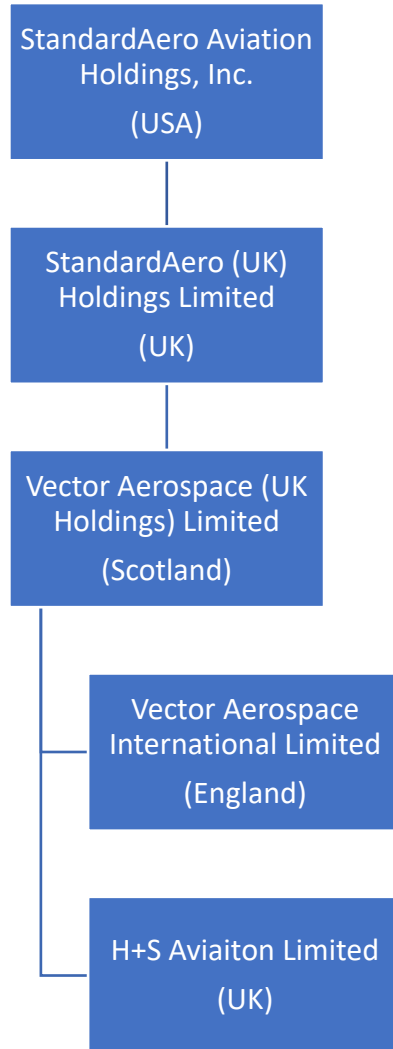 StandardAero Aviation
Holdings, Inc.
(USA)
StandardAero (UK)
Holdings Limited
(UK)
Vector Aerospace (UK
Holdings) Limited
(Scotland)
Vector Aerospace
International Limited
(England)
H+S Aviaiton Limited
(UK)